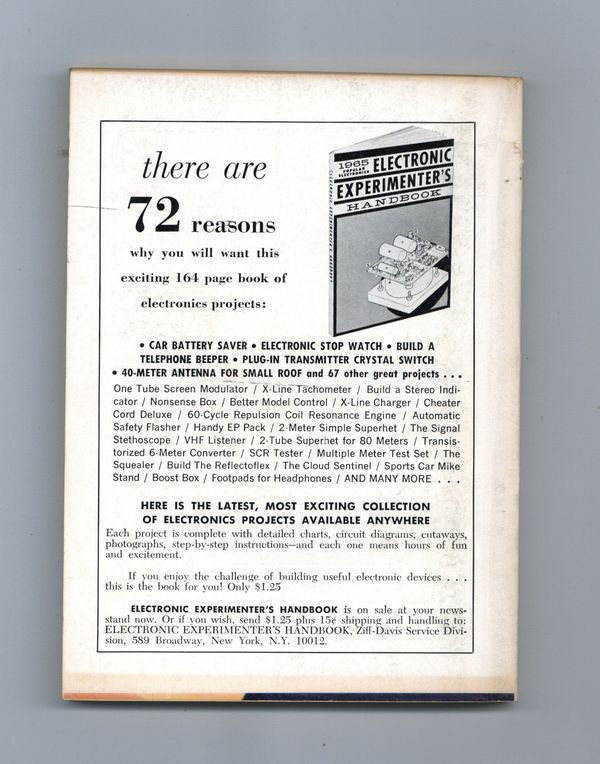 there are
72 reasons
why you will want this
exciting 164 page book of
electronics projects:
1965
POPULAR
ELECTRONICS
ELECTRONIC
EXPERIMENTER'S
HANDBOOK
• CAR BATTERY SAVER • ELECTRONIC STOP WATCH • BUILD A
TELEPHONE BEEPER • PLUG-IN TRANSMITTER CRYSTAL SWITCH
• 40-METER ANTENNA FOR SMALL ROOF and 67 other great projects . . .
One Tube Screen Modulator / X-Line Tachometer / Build a Stereo Indi-
cator / Nonsense Box / Better Model Control / X-Line Charger / Cheater
Cord Deluxe / 60-Cycle Repulsion Coil Resonance Engine / Automatic
Safety Flasher / Handy EP Pack / 2-Meter Simple Superhet / The Signal
Stethoscope / VHF Listener / 2-Tube Superhet for 80 Meters / Transis-
torized 6-Meter Converter / SCR Tester / Multiple Meter Test Set / The
Squealer / Build The Reflectoflex / The Cloud Sentinel / Sports Car Mike
Stand / Boost Box / Footpads for Headphones / AND MANY MORE . . .
HERE IS THE LATEST, MOST EXCITING COLLECTION
OF ELECTRONICS PROJECTS AVAILABLE ANYWHERE
Each project is complete with detailed charts, circuit diagrams, cutaways,
photographs, step-by-step instructions—and each one means hours of fun
and excitement.
If you enjoy the challenge of building useful electronic devices . . .
this is the book for you! Only $1.25
ELECTRONIC EXPERIMENTER'S HANDBOOK is on sale at your news-
stand now. Or if you wish, send $1.25 plus 15¢ shipping and handling to:
ELECTRONIC EXPERIMENTER'S HANDBOOK, Ziff-Davis Service Divi-
sion, 589 Broadway, New York, N.Y. 10012.